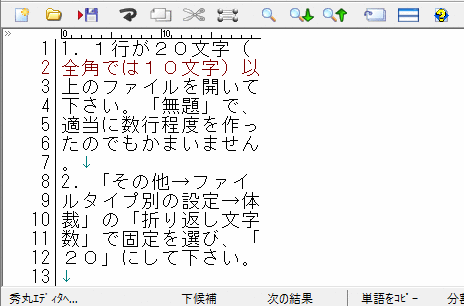 0 10
1 １．１行が２０文字（
2 全角では１０文字）以
3 上のファイルを開いて
4 下さい。「無題」で、
5 適当に数行程度を作っ
6 たのでもかまいません
7 。↓
8 2．「その他→ファイ
9 ルタイプ別の設定→体
10 裁」の「折り返し文字
11 数」で固定を選び、「
12 ２０」にして下さい。
13 ↓
秀丸ｴﾃﾞｨﾀへ... 下候補 次の結果 単語をｺﾋﾟｰ 分割